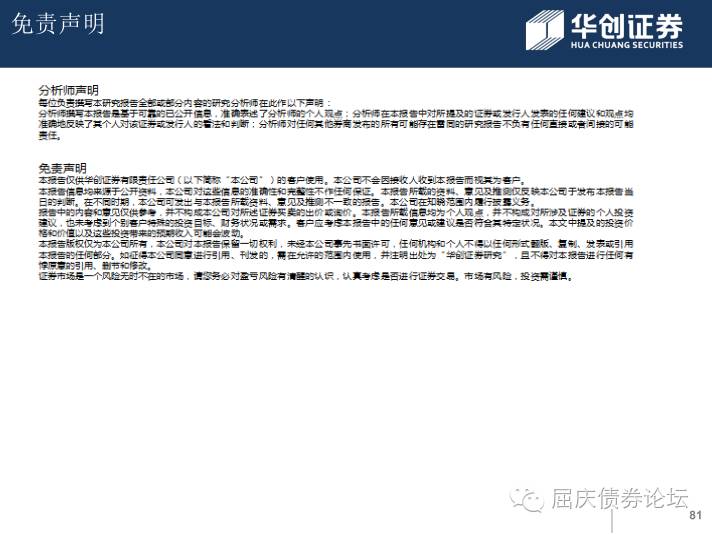 免责声明
华创证券
HUA CHUANG SECURITIES
分析师声明
每位负责撰写本研究报告全部或部分内容的研究分析师在此作以下声明：
分析师撰写本报告是基于可靠的已公开信息，准确表达了分析师的个人观点；分析师在本报告中对所提及的证券或发行人发表的任何建议和观点均
准确地反映了其个人对该证券或发行人的看法和判断；分析师对任何其他券商发布的所有可能存在雷同的研究报告不负有任何直接或者间接的可能
责任。
免责声明
本报告仅供华创证券有限责任公司（以下简称“本公司”）的客户使用。本公司不会因接收人收到本报告而视其为客户。
本报告信息均来源于公开资料，本公司对这些信息的准确性和完整性不作任何保证。本报告所载的资料、意见及推测仅反映本公司于发布本报告当
日的判断。在不同时期，本公司可发出与本报告所载资料、意见及推测不一致的报告。本公司在知晓范围内履行披露义务。
报告中的内容和意见仅供参考，并不构成本公司对所述证券买卖的出价或询价。本报告所载信息均为个人观点，并不构成对所涉及证券的个人投资
建议，也未考虑到个别客户特殊的投资目标、财务状况或需求。客户应考虑本报告中的任何意见或建议是否符合其特定状况。本文中提及的投资价
格和价值以及这些投资带来的预期收入可能会波动。
本报告版权仅为本公司所有，本公司对本报告保留一切权利，未经本公司事先书面许可，任何机构和个人不得以任何形式翻版、复制、发表或引用
本报告的任何部分。如征得本公司同意进行引用、刊发的，需在允许的范围内使用，并注明出处为“华创证券研究”，且不得对本报告进行任何有
悖原意的引用、删节和修改。
证券市场是一个风险无时不在的市场，请您务必对盈亏风险有清醒的认识，认真考虑是否进行证券交易。市场有风险，投资需谨慎。
屈庆债券论坛
81